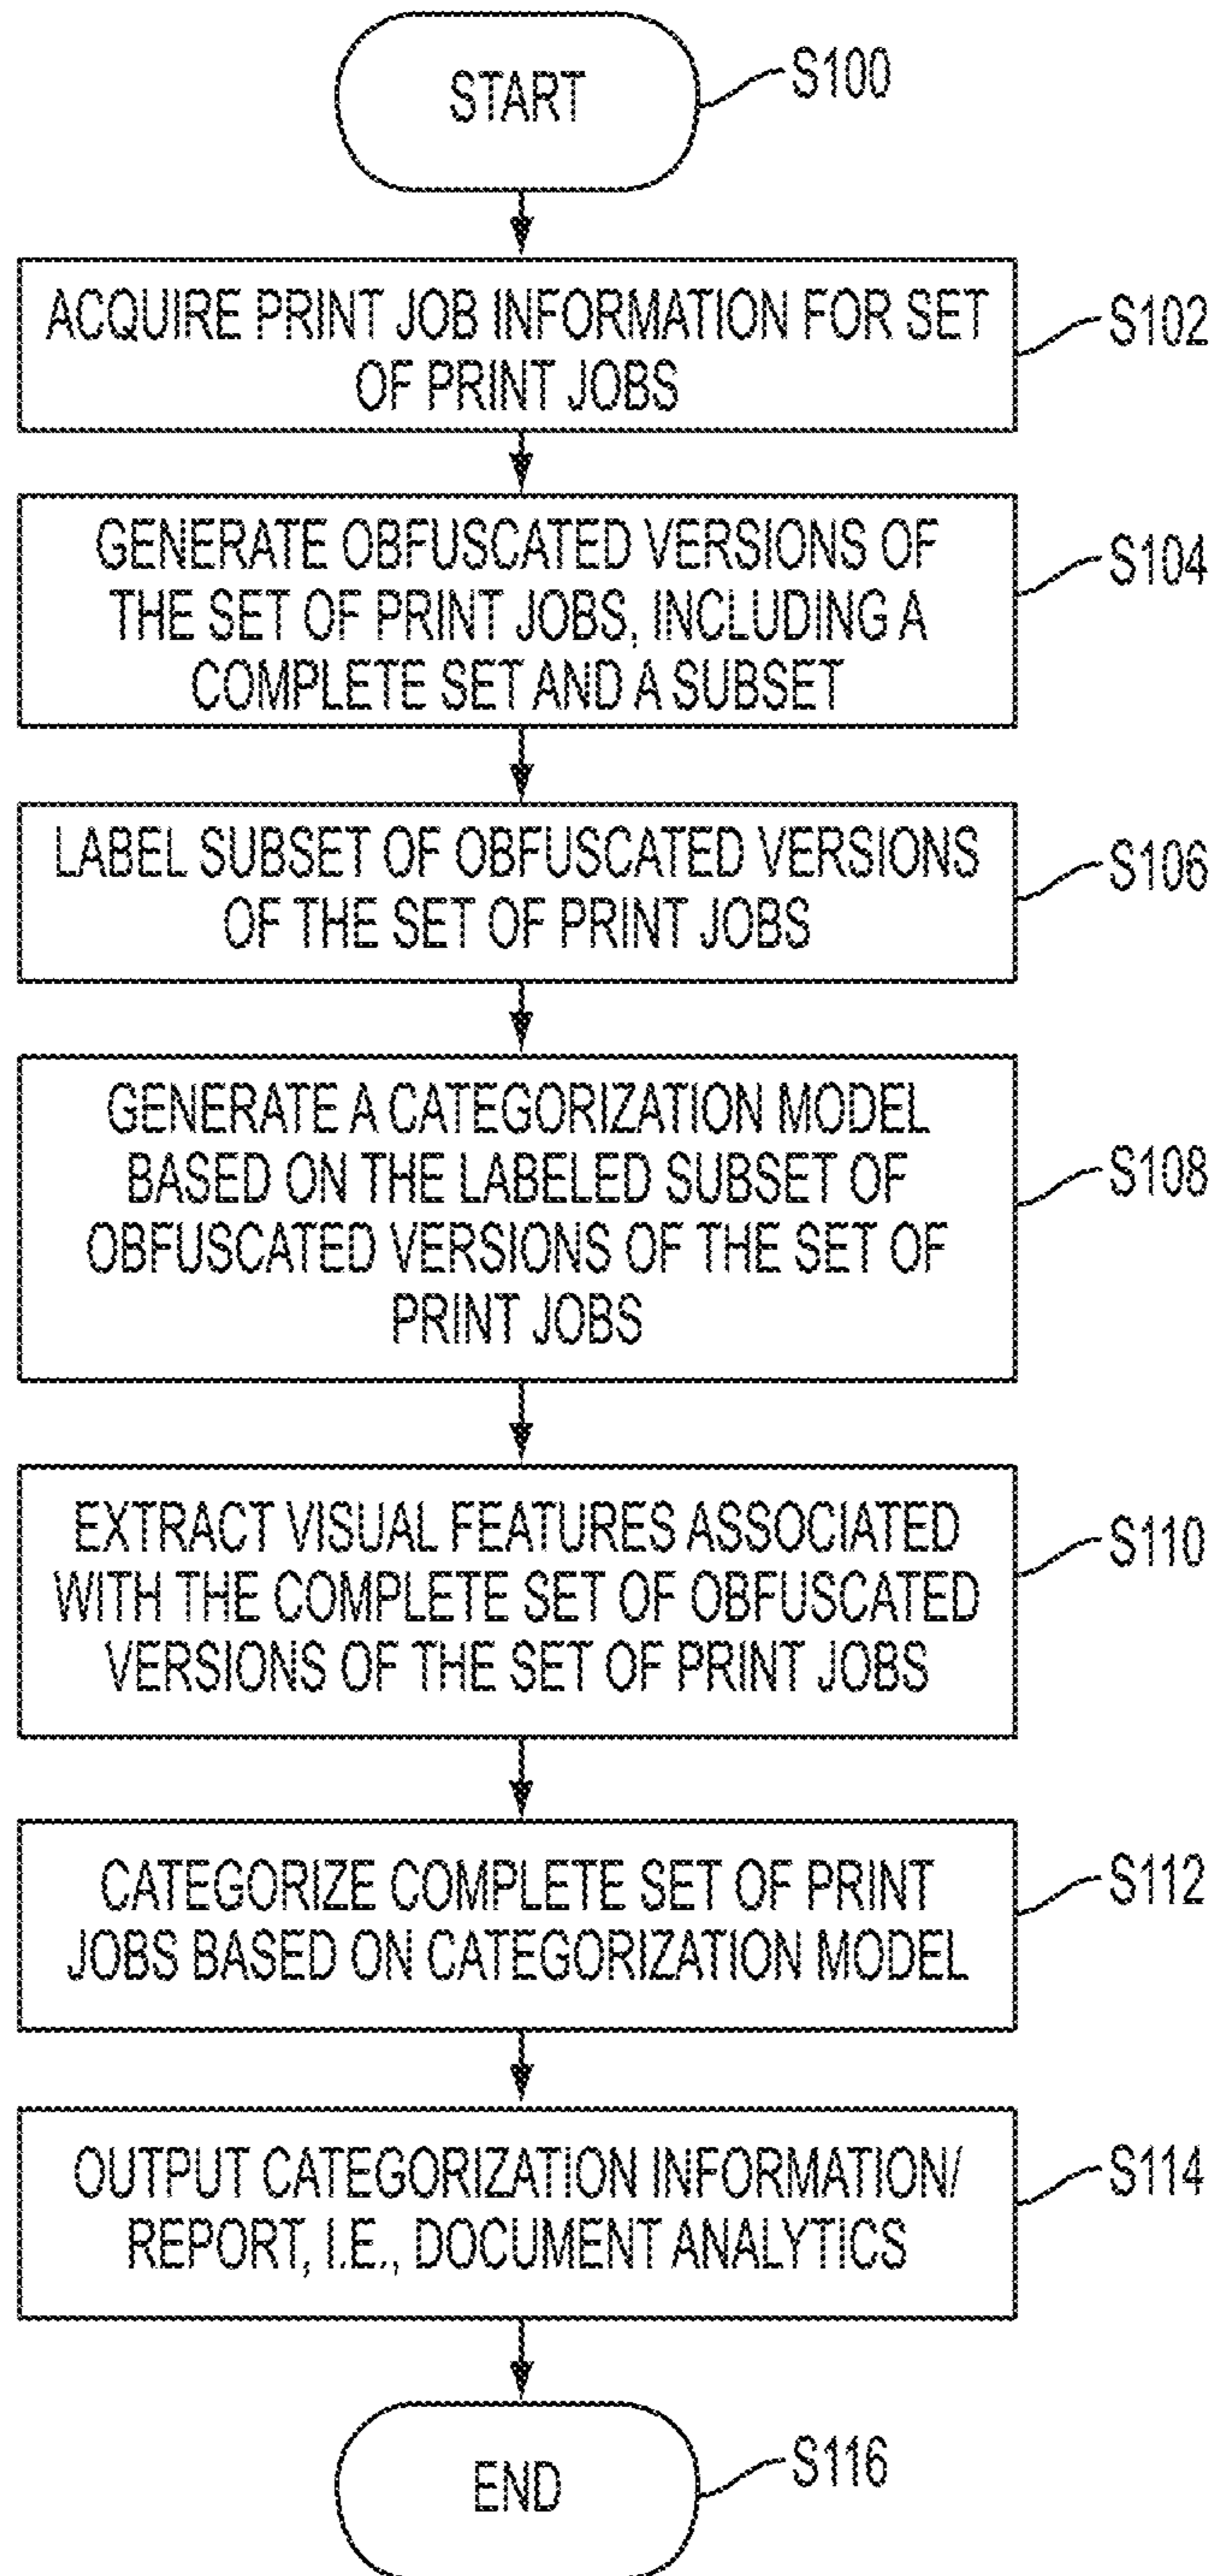 START
S100
ACQUIRE PRINT JOB INFORMATION FOR SET
OF PRINT JOBS
S102
GENERATE OBFUSCATED VERSIONS OF
THE SET OF PRINT JOBS, INCLUDING A
COMPLETE SET AND A SUBSET
S104
LABEL SUBSET OF OBFUSCATED VERSIONS
OF THE SET OF PRINT JOBS
S106
GENERATE A CATEGORIZATION MODEL
BASED ON THE LABELED SUBSET OF
OBFUSCATED VERSIONS OF THE SET OF
PRINT JOBS
S108
EXTRACT VISUAL FEATURES ASSOCIATED
WITH THE COMPLETE SET OF OBFUSCATED
VERSIONS OF THE SET OF PRINT JOBS
S110
CATEGORIZE COMPLETE SET OF PRINT
JOBS BASED ON CATEGORIZATION MODEL
S112
OUTPUT CATEGORIZATION INFORMATION/
REPORT, I.E., DOCUMENT ANALYTICS
S114
END
S116